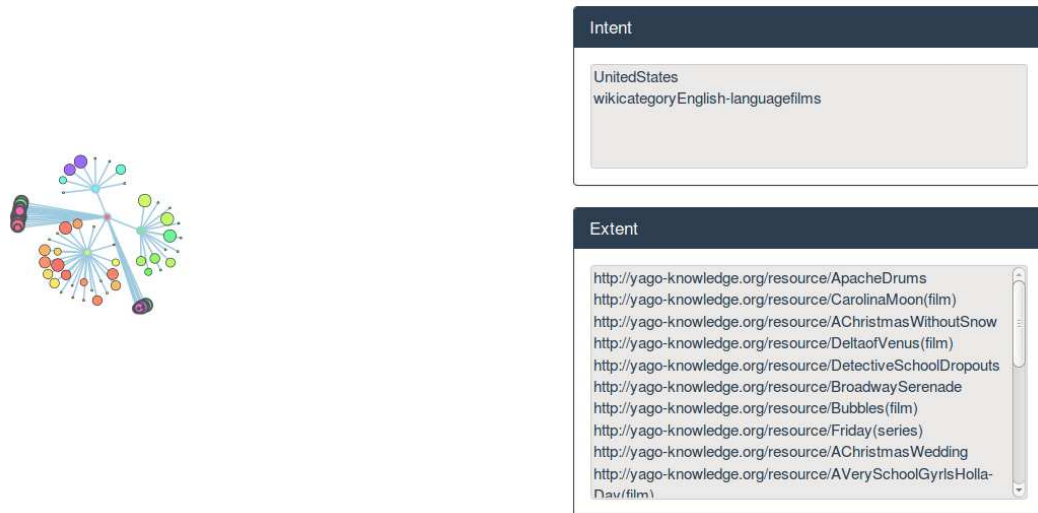 Intent
UnitedStates
wikicategoryEnglish-languagefilms
Extent
http://yago-knowledge.org/resource/ApacheDrums
http://yago-knowledge.org/resource/CarolinaMoon(film)
http://yago-knowledge.org/resource/AChristmasWithoutSnow
http://yago-knowledge.org/resource/DeltaofVenus(film)
http://yago-knowledge.org/resource/DetectiveSchoolDropouts
http://yago-knowledge.org/resource/BroadwaySerenade
http://yago-knowledge.org/resource/Bubbles(film)
http://yago-knowledge.org/resource/Friday(series)
http://yago-knowledge.org/resource/AChristmasWedding
http://yago-knowledge.org/resource/AVerySchoolGyrlsHolla-
Day(film)